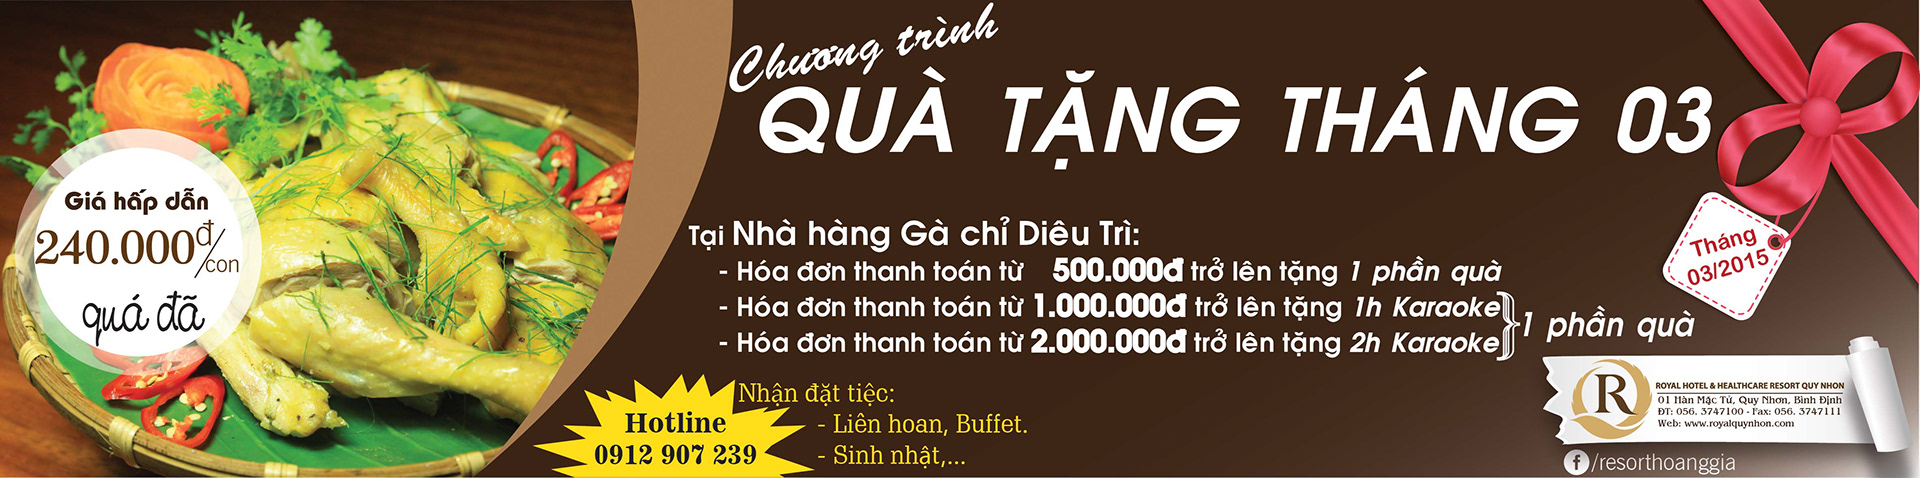 Chương trình
QUÀ TẶNG THÁNG 03
Giá hấp dẫn
240.000đ/con
quá đã
Tại Nhà hàng Gà chỉ Diêu Trì:
- Hóa đơn thanh toán từ 500.000đ trở lên tặng 1 phần quà
- Hóa đơn thanh toán từ 1.000.000đ trở lên tặng 1h Karaoke
- Hóa đơn thanh toán từ 2.000.000đ trở lên tặng 2h Karaoke
1 phần quà
Tháng
03/2015
Hotline
0912 907 239
Nhận đặt tiệc:
- Liên hoan, Buffet.
- Sinh nhật,...
R
ROYAL HOTEL & HEALTHCARE RESORT QUY NHON
01 Hàn Mặc Tử, Quy Nhơn, Bình Định
ĐT: 056. 3747100 - Fax: 056. 3747111
Web: www.royalquynhon.com
f /resorthoanggia